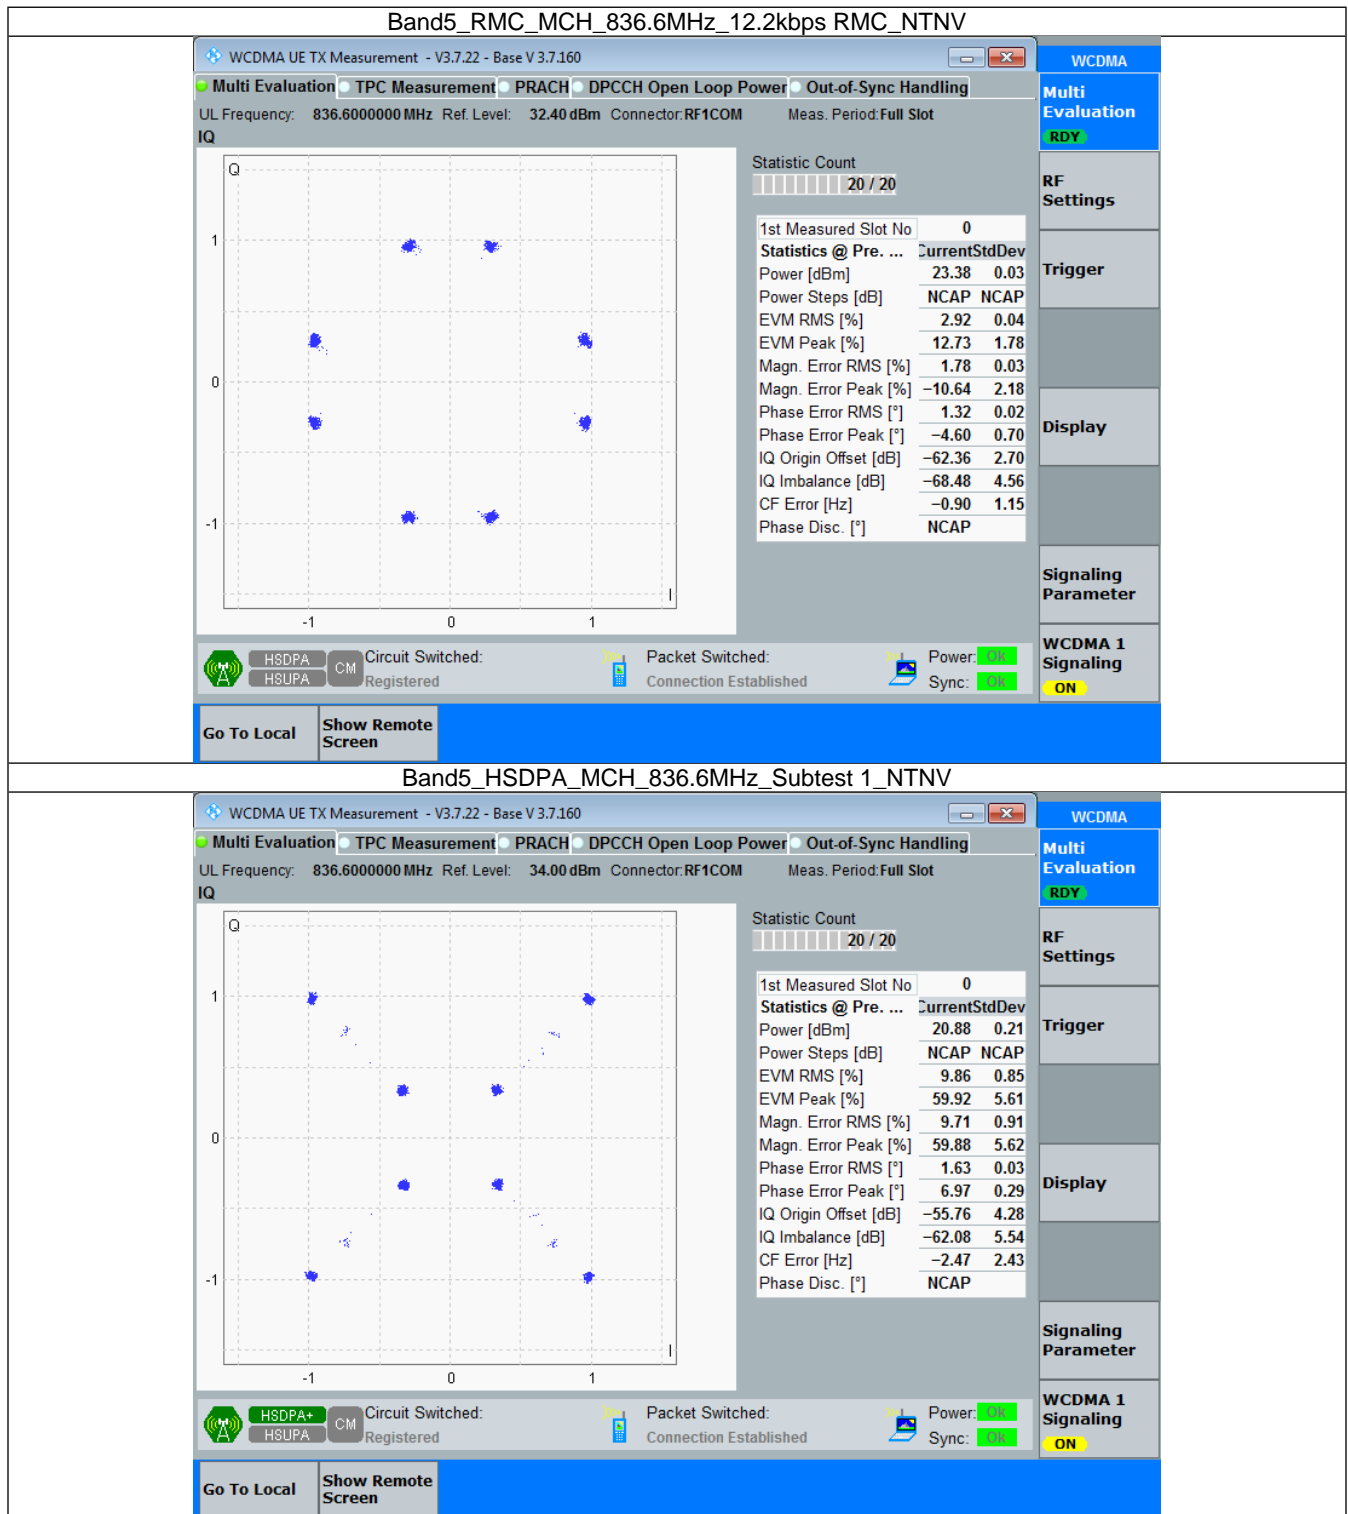 Band5_RMC_MCH_836.6MHz_12.2kbps RMC_NTNV
WCDMA UE TX Measurement - V3.7.22 - Base V 3.7.160
WCDMA
Multi Evaluation TPC Measurement PRACH DPCCH Open Loop Power Out-of-Sync Handling
Multi
Evaluation
RDY
UL Frequency: 836.6000000 MHz Ref. Level: 32.40 dBm Connector: RF1COM Meas. Period: Full Slot
IQ
Q
1
0
-1
-1 0 1
I
Statistic Count
20 / 20
1st Measured Slot No 0
Statistics @ Pre. ... Current StdDev
Power [dBm] 23.38 0.03
Power Steps [dB] NCAP NCAP
EVM RMS [%] 2.92 0.04
EVM Peak [%] 12.73 1.78
Magn. Error RMS [%] 1.78 0.03
Magn. Error Peak [%] −10.64 2.18
Phase Error RMS [°] 1.32 0.02
Phase Error Peak [°] −4.60 0.70
IQ Origin Offset [dB] −62.36 2.70
IQ Imbalance [dB] −68.48 4.56
CF Error [Hz] −0.90 1.15
Phase Disc. [°] NCAP
RF
Settings
Trigger
Display
Signaling
Parameter
WCDMA 1
Signaling
ON
HSDPA
HSUPA
CM
Circuit Switched:
Registered
Packet Switched:
Connection Established
Power: Ok
Sync: Ok
Go To Local
Show Remote
Screen
Band5_HSDPA_MCH_836.6MHz_Subtest 1_NTNV
WCDMA UE TX Measurement - V3.7.22 - Base V 3.7.160
WCDMA
Multi Evaluation TPC Measurement PRACH DPCCH Open Loop Power Out-of-Sync Handling
Multi
Evaluation
RDY
UL Frequency: 836.6000000 MHz Ref. Level: 34.00 dBm Connector: RF1COM Meas. Period: Full Slot
IQ
Q
1
0
-1
-1 0 1
I
Statistic Count
20 / 20
1st Measured Slot No 0
Statistics @ Pre. ... Current StdDev
Power [dBm] 20.88 0.21
Power Steps [dB] NCAP NCAP
EVM RMS [%] 9.86 0.85
EVM Peak [%] 59.92 5.61
Magn. Error RMS [%] 9.71 0.91
Magn. Error Peak [%] 59.88 5.62
Phase Error RMS [°] 1.63 0.03
Phase Error Peak [°] 6.97 0.29
IQ Origin Offset [dB] −55.76 4.28
IQ Imbalance [dB] −62.08 5.54
CF Error [Hz] −2.47 2.43
Phase Disc. [°] NCAP
RF
Settings
Trigger
Display
Signaling
Parameter
WCDMA 1
Signaling
ON
HSDPA+
HSUPA
CM
Circuit Switched:
Registered
Packet Switched:
Connection Established
Power: Ok
Sync: Ok
Go To Local
Show Remote
Screen